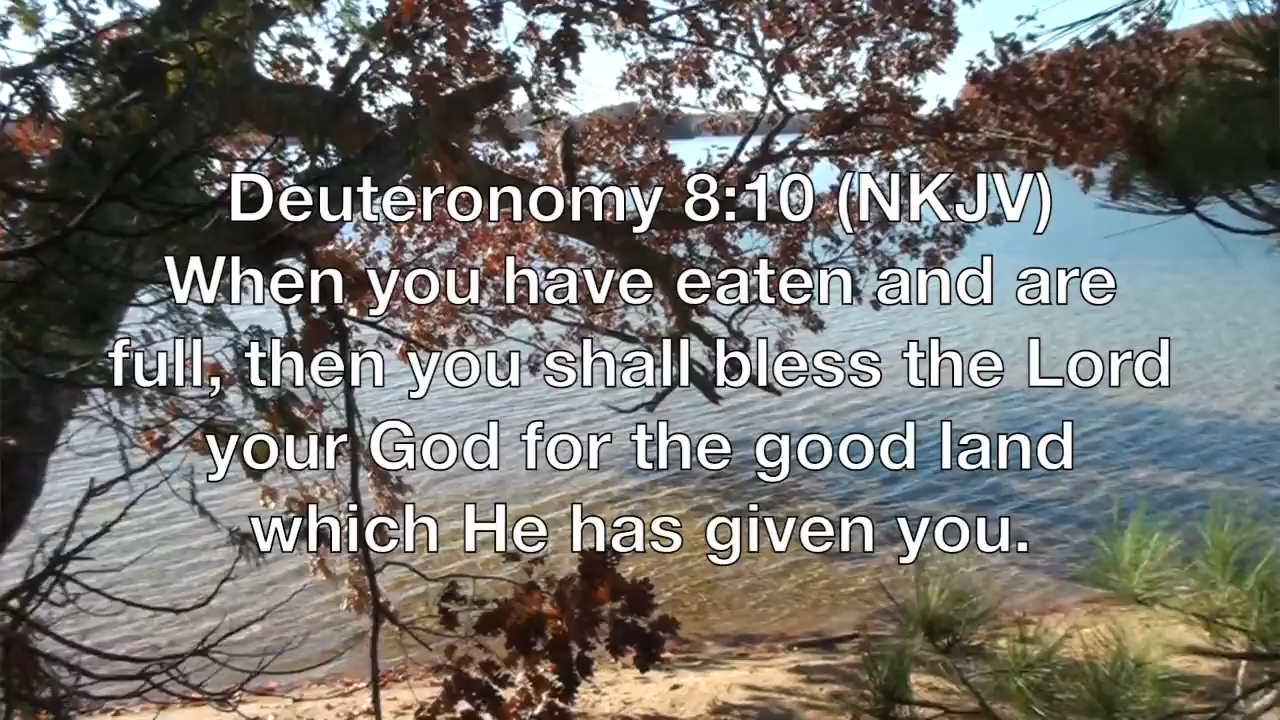 Deuteronomy 8:10 (NKJV)
When you have eaten and are
full, then you shall bless the Lord
your God for the good land
which He has given you.